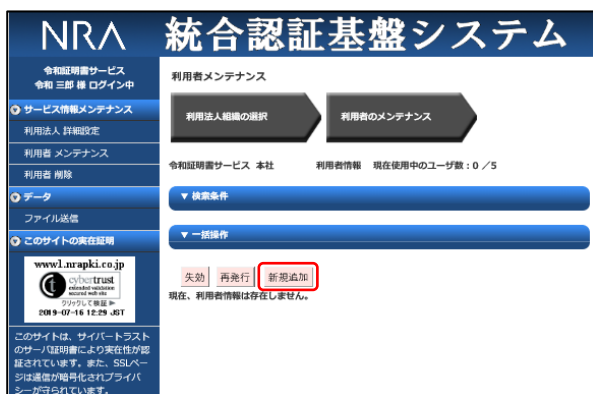 NRA 統合認証基盤システム
令和証明書サービス
令和 三郎 様 ログイン中
サービス情報メンテナンス
利用法人 詳細設定
利用者 メンテナンス
利用者 削除
データ
ファイル送信
このサイトの実在証明
www1.nrapki.co.jp
cybertrust
extended validation
secured web site
クリックして検証
2019-07-16 12:29 JST
このサイトは、サイバートラスト
のサーバ証明書により実在性が認
証されています。また、SSLペー
ジは通信が暗号化されプライバ
シーが守られています。
利用者メンテナンス
利用法人組織の選択
利用者のメンテナンス
令和証明書サービス 本社 利用者情報 現在使用中のユーザ数:0 /5
▼ 検索条件
▼ 一括操作
失効 再発行 新規追加
現在、利用者情報は存在しません。